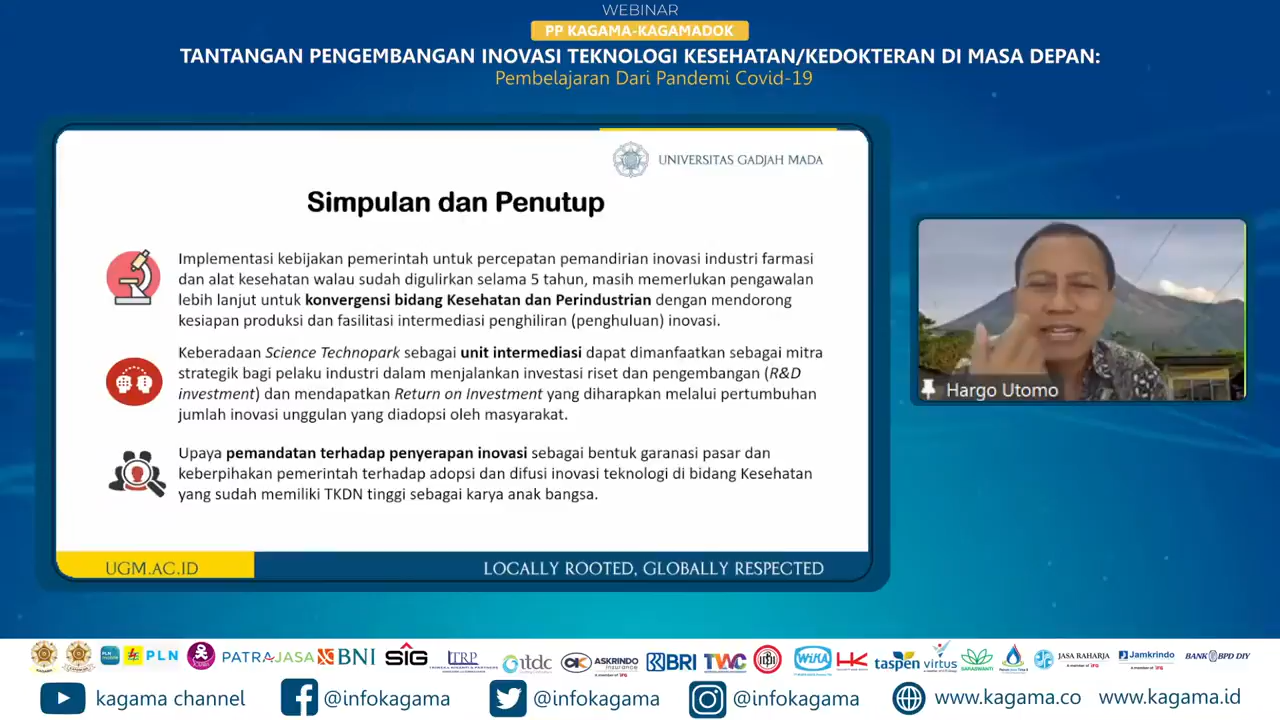 WEBINAR
PP KAGAMA-KAGAMADOK
TANTANGAN PENGEMBANGAN INOVASI TEKNOLOGI KESEHATAN/KEDOKTERAN DI MASA DEPAN:
Pembelajaran Dari Pandemi Covid-19
UNIVERSITAS GADJAH MADA
Simpulan dan Penutup
Implementasi kebijakan pemerintah untuk percepatan pemandirian inovasi industri farmasi
dan alat kesehatan walau sudah digulirkan selama 5 tahun, masih memerlukan pengawalan
lebih lanjut untuk konvergensi bidang Kesehatan dan Perindustrian dengan mendorong
kesiapan produksi dan fasilitasi intermediasi penghiliran (penghuluan) inovasi.
Keberadaan Science Technopark sebagai unit intermediasi dapat dimanfaatkan sebagai mitra
strategik bagi pelaku industri dalam menjalankan investasi riset dan pengembangan (R&D
investment) dan mendapatkan Return on Investment yang diharapkan melalui pertumbuhan
jumlah inovasi unggulan yang diadopsi oleh masyarakat.
Upaya pemandatan terhadap penyerapan inovasi sebagai bentuk garanasi pasar dan
keberpihakan pemerintah terhadap adopsi dan difusi inovasi teknologi di bidang Kesehatan
yang sudah memiliki TKDN tinggi sebagai karya anak bangsa.
UGM.AC.ID
LOCALLY ROOTED, GLOBALLY RESPECTED
Hargo Utomo
PLN PATRA JASA BNI SIG ITRP itdc ASKRINDO insurance BRI TWC WIKA HK taspen virtus SARASWANTI JASA RAHARJA Jamkrindo BANK BPD DIY
kagama channel @infokagama @infokagama @infokagama www.kagama.co www.kagama.id